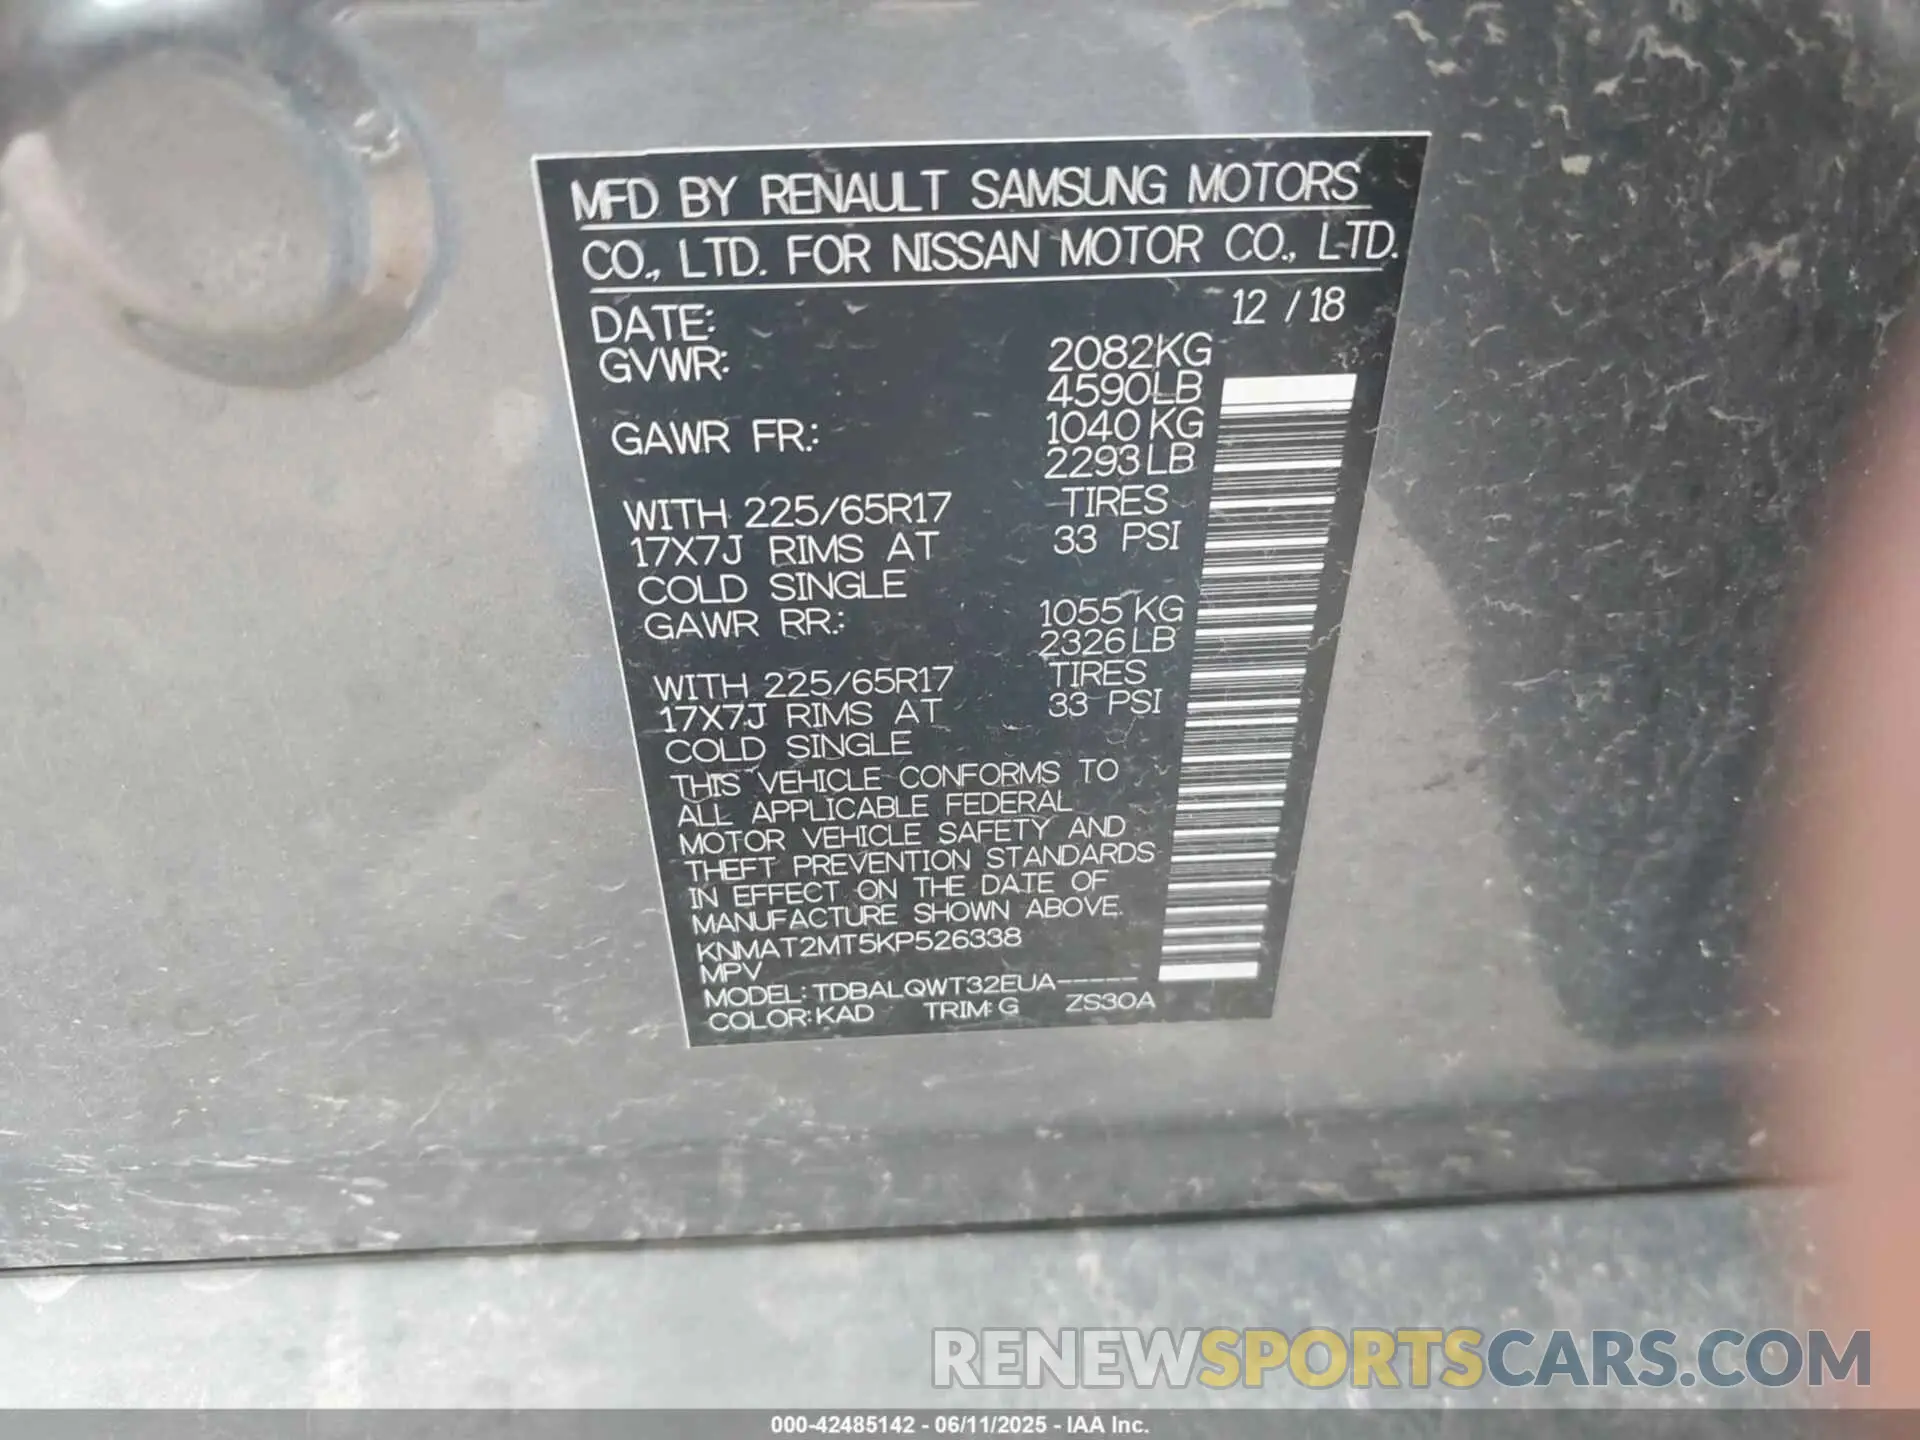 MFD BY RENAULT SAMSUNG MOTORS
CO., LTD. FOR NISSAN MOTOR CO., LTD.
DATE: 12 / 18
GVWR: 2082KG
4590LB
GAWR FR.: 1040 KG
2293 LB
WITH 225/65R17 TIRES
17X7J RIMS AT 33 PSI
COLD SINGLE
GAWR RR.: 1055 KG
2326 LB
WITH 225/65R17 TIRES
17X7J RIMS AT 33 PSI
COLD SINGLE
THIS VEHICLE CONFORMS TO
ALL APPLICABLE FEDERAL
MOTOR VEHICLE SAFETY AND
THEFT PREVENTION STANDARDS
IN EFFECT ON THE DATE OF
MANUFACTURE SHOWN ABOVE.
KNMAT2MT5KP526338
MPV
MODEL: TDBALQWT32EUA-----
COLOR: KAD TRIM: G ZS30A
RENEWSPORTSCARS.COM
000-42485142 - 06/11/2025 - IAA Inc.